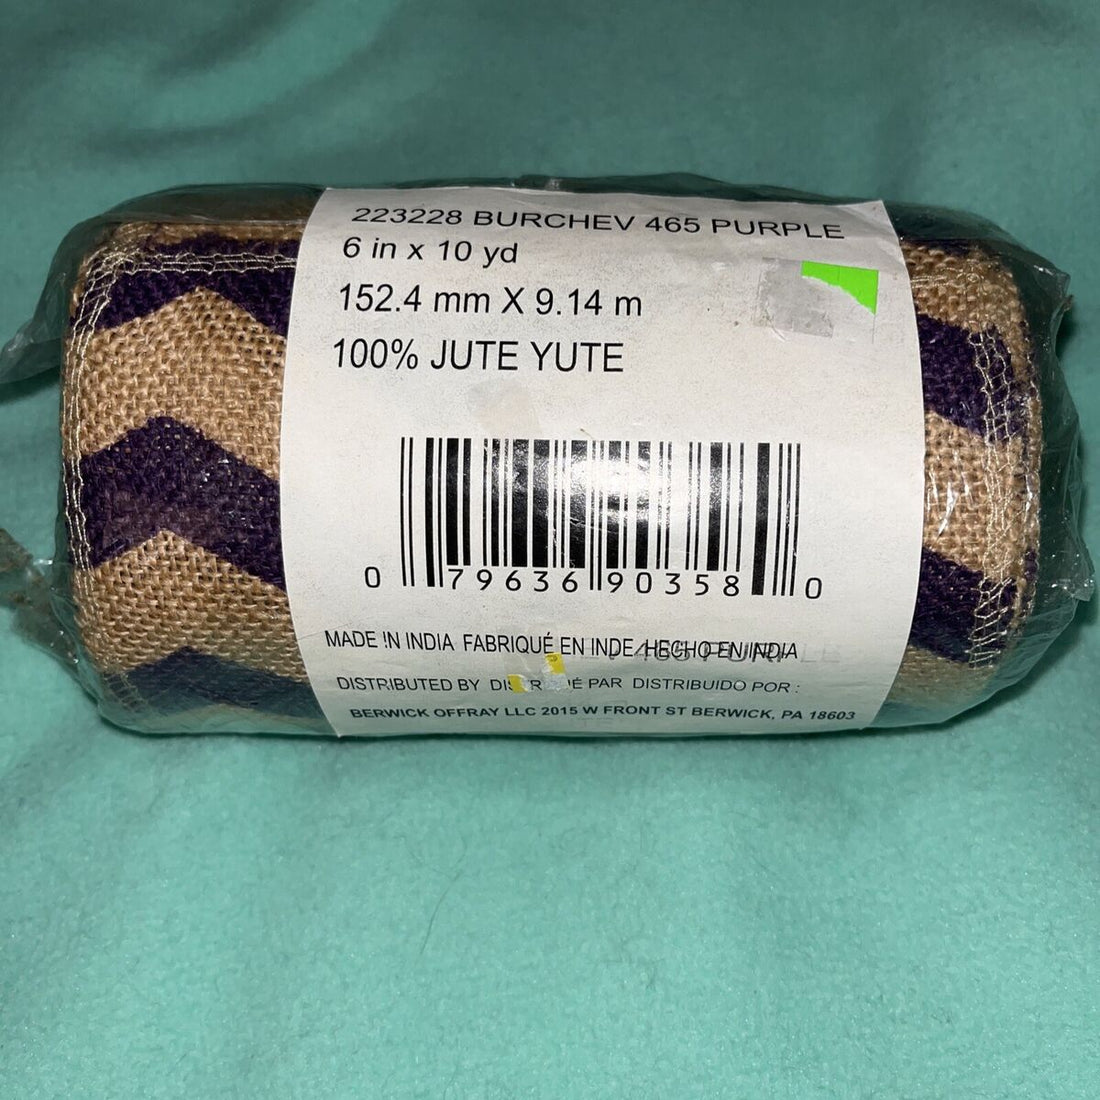 223228 BURCHEV 465 PURPLE
6 in x 10 yd
152.4 mm X 9.14 m
100% JUTE YUTE
0 79636 90358 0
MADE IN INDIA FABRIQUÉ EN INDE HECHO EN INDIA
DISTRIBUTED BY PAR DISTRIBUIDO POR :
BERWICK OFFRAY LLC 2015 W FRONT ST BERWICK, PA 18603